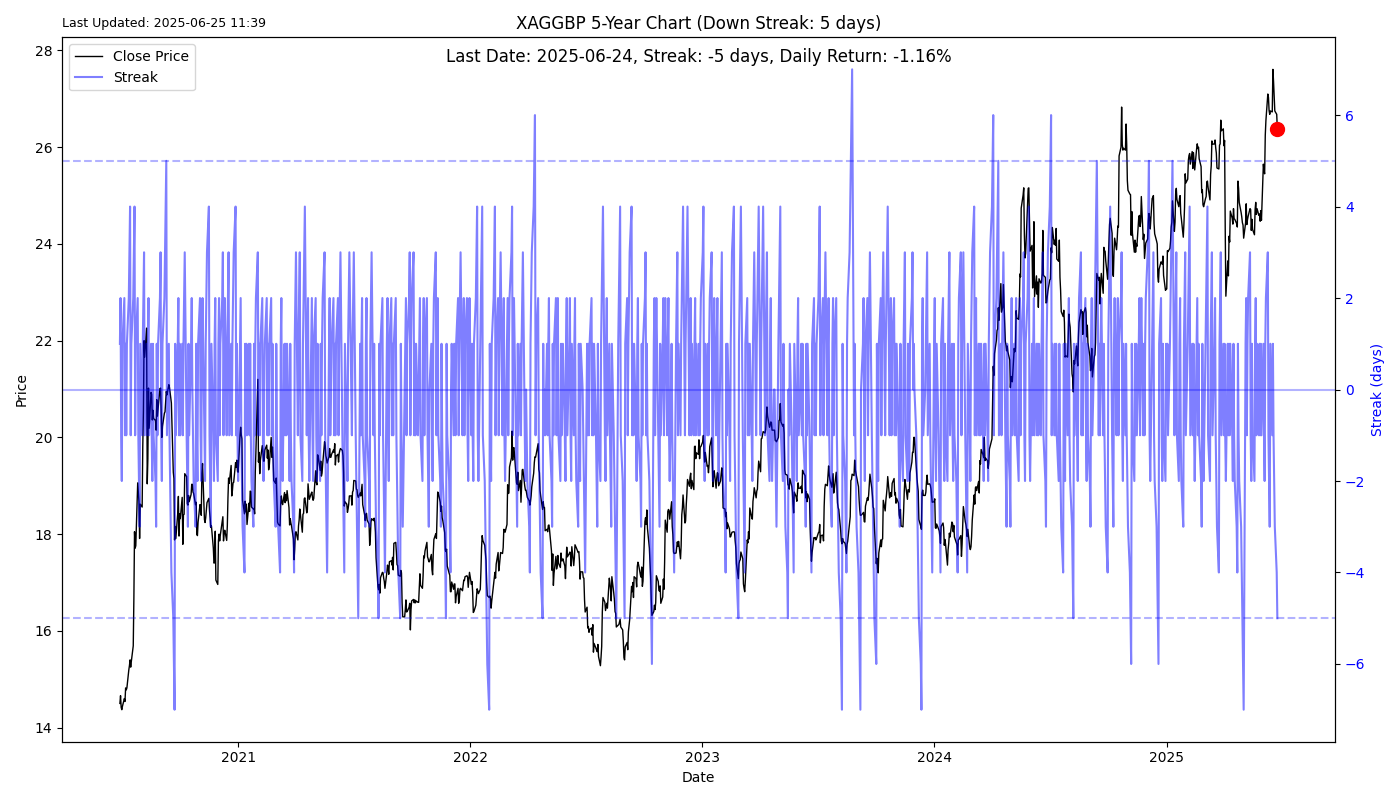 Last Updated: 2025-06-25 11:39
XAGGBP 5-Year Chart (Down Streak: 5 days)
Last Date: 2025-06-24, Streak: -5 days, Daily Return: -1.16%
Close Price
Streak
28
26
24
22
20
18
16
14
Price
6
4
2
0
−2
−4
−6
Streak (days)
2021
2022
2023
2024
2025
Date